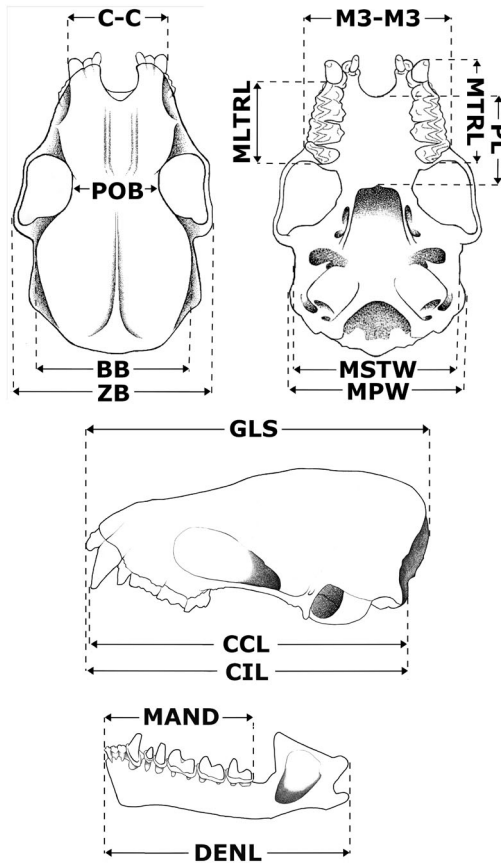 C-C
M3-M3
MLTRL
MTRL
PL
POB
BB
ZB
MSTW
MPW
GLS
CCL
CIL
MAND
DENL